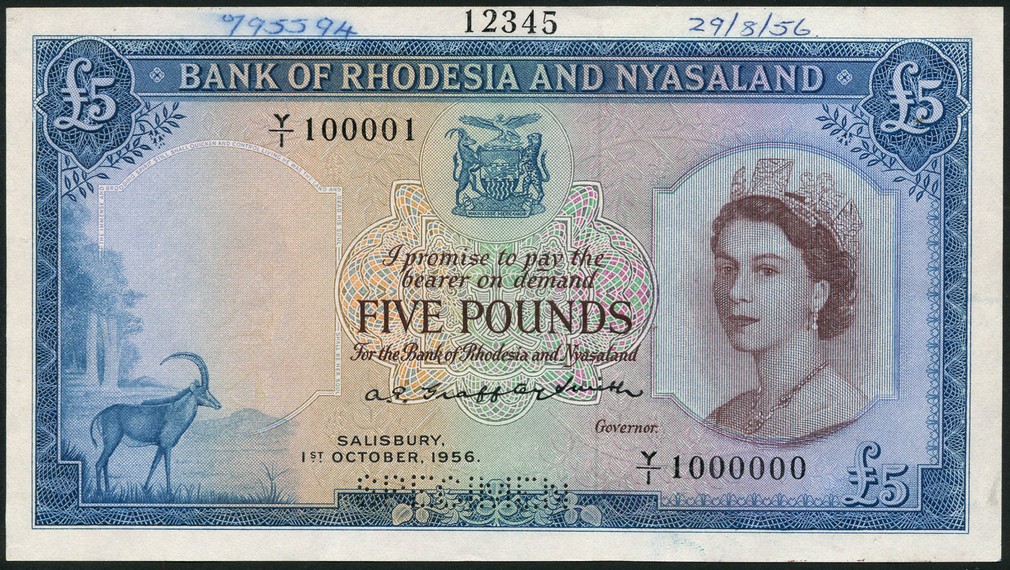 795594 12345 29/8/56.
£5 BANK OF RHODESIA AND NYASALAND £5
Y/1 100001
I promise to pay the
bearer on demand
FIVE POUNDS
For the Bank of Rhodesia and Nyasaland
Governor.
SALISBURY,
1ST OCTOBER, 1956.
Y/1 1000000
£5
SPECIMEN